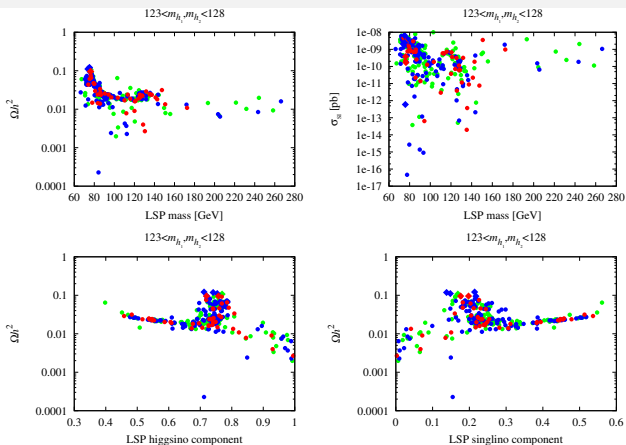 123<m_{h_1},m_{h_2}<128
Ωh²
1
0.1
0.01
0.001
0.0001
60 80 100 120 140 160 180 200 220 240 260 280
LSP mass [GeV]
123<m_{h_1},m_{h_2}<128
σ_{SI} [pb]
1e-08
1e-09
1e-10
1e-11
1e-12
1e-13
1e-14
1e-15
1e-16
1e-17
60 80 100 120 140 160 180 200 220 240 260 280
LSP mass [GeV]
123<m_{h_1},m_{h_2}<128
Ωh²
1
0.1
0.01
0.001
0.0001
0.3 0.4 0.5 0.6 0.7 0.8 0.9 1
LSP higgsino component
123<m_{h_1},m_{h_2}<128
Ωh²
1
0.1
0.01
0.001
0.0001
0 0.1 0.2 0.3 0.4 0.5 0.6
LSP singlino component